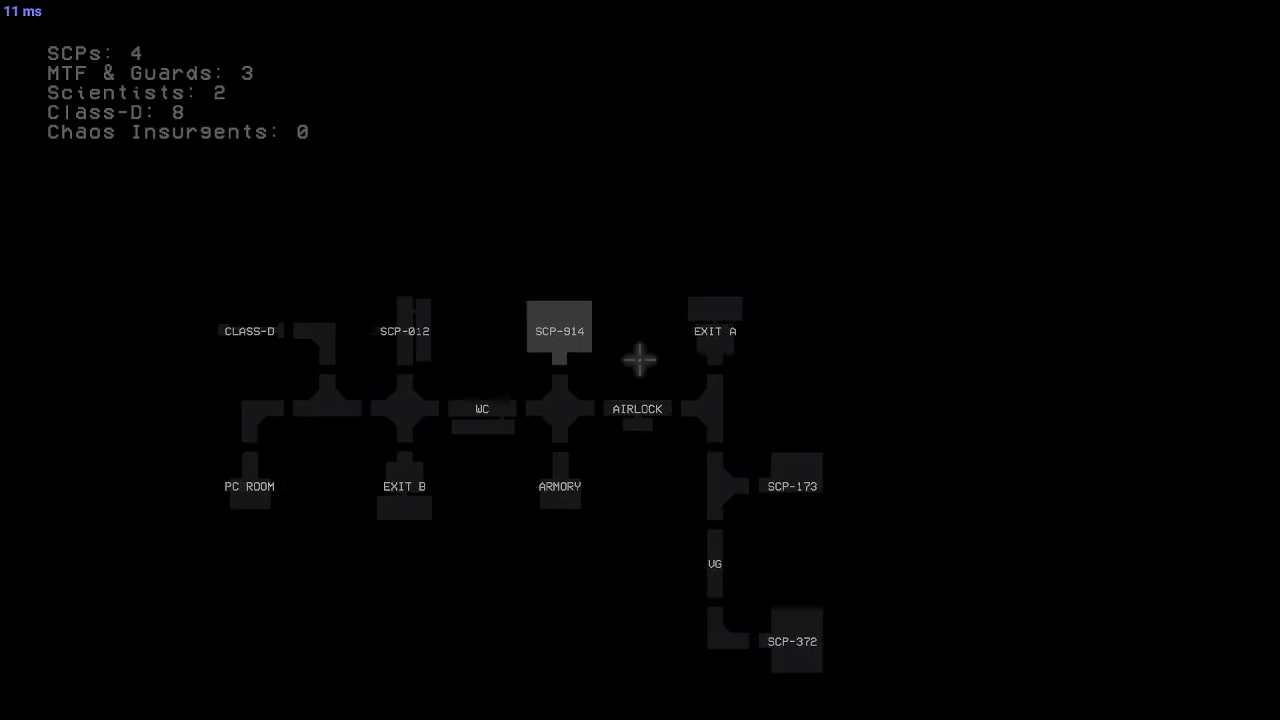 11 ms
SCPs: 4
MTF & Guards: 3
Scientists: 2
Class-D: 8
Chaos Insurgents: 0
CLASS-D
SCP-012
SCP-914
EXIT A
WC
AIRLOCK
PC ROOM
EXIT B
ARMORY
SCP-173
VG
SCP-372